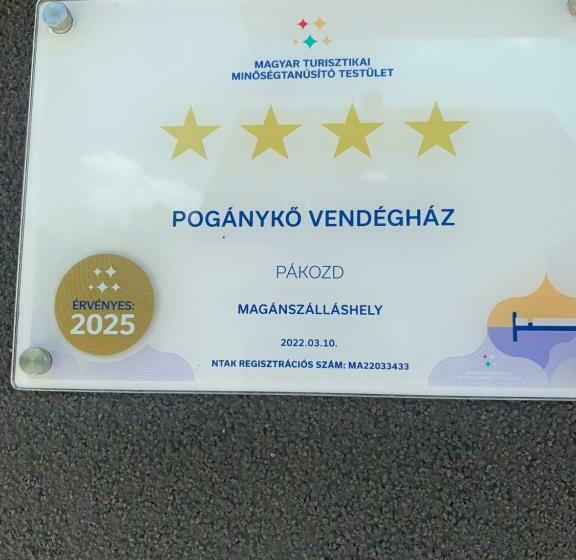 MAGYAR TURISZTIKAI
MINŐSÉGTANÚSÍTÓ TESTÜLET
POGÁNYKŐ VENDÉGHÁZ
PÁKOZD
MAGÁNSZÁLLÁSHELY
2022.03.10.
NTAK REGISZTRÁCIÓS SZÁM: MA22033433
ÉRVÉNYES:
2025